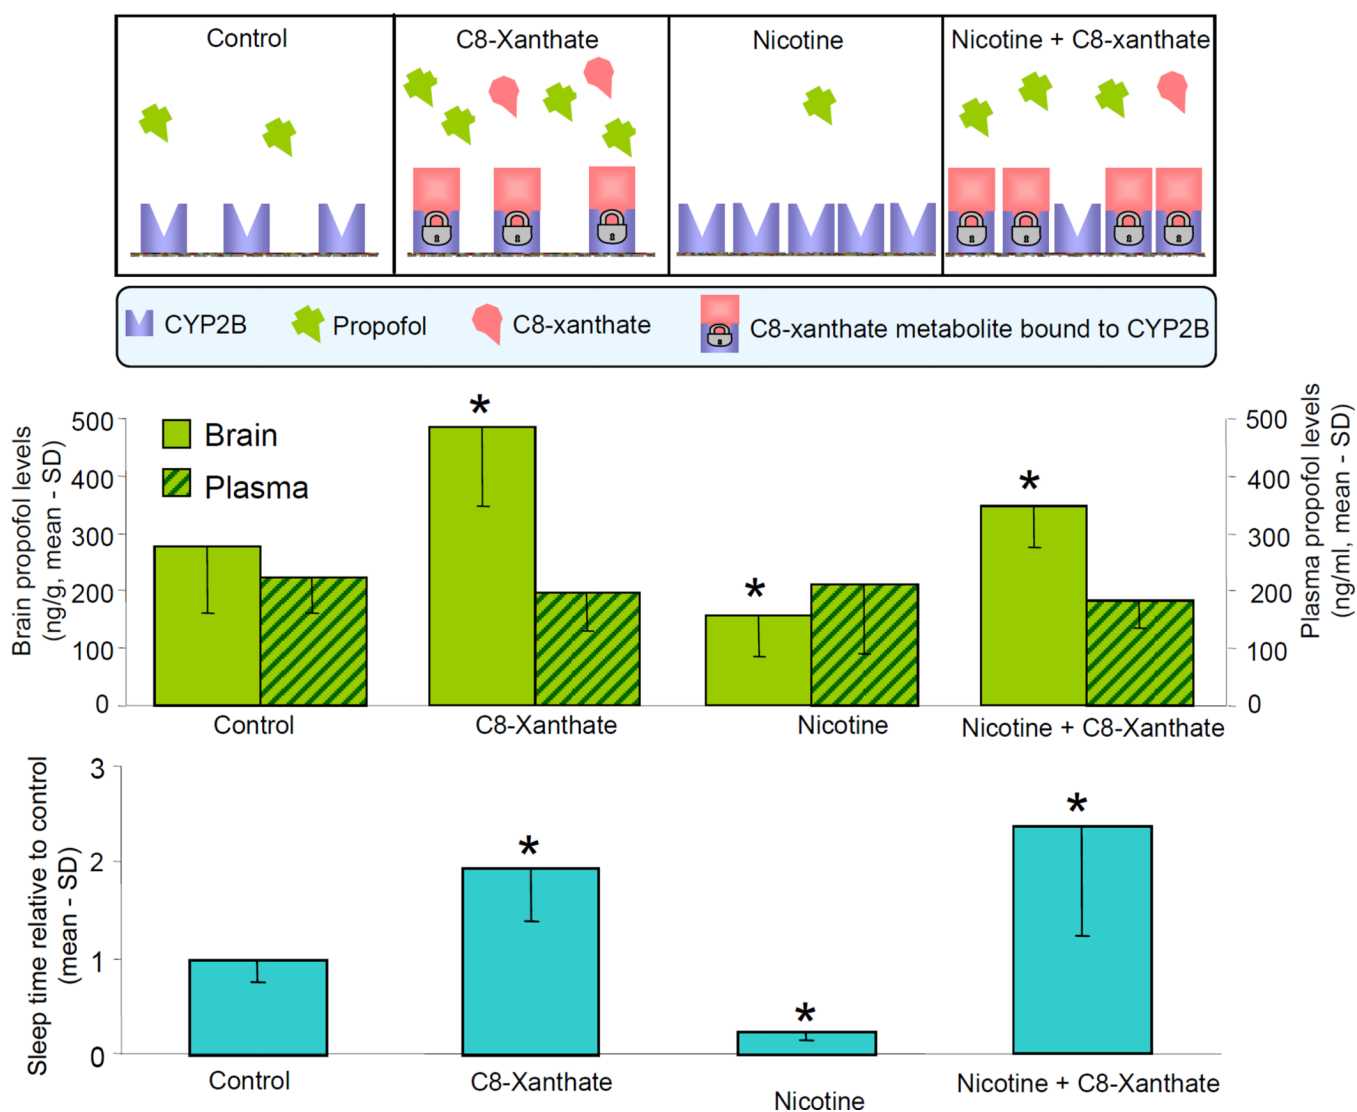 Control
C8-Xanthate
Nicotine
Nicotine + C8-xanthate
CYP2B
Propofol
C8-xanthate
C8-xanthate metabolite bound to CYP2B
Brain propofol levels
(ng/g, mean - SD)
500
400
300
200
100
0
Brain
Plasma
*
*
*
500
400
300
200
100
0
Plasma propofol levels
(ng/ml, mean - SD)
Control
C8-Xanthate
Nicotine
Nicotine + C8-Xanthate
Sleep time relative to control
(mean - SD)
3
2
1
0
*
*
*
Control
C8-Xanthate
Nicotine
Nicotine + C8-Xanthate